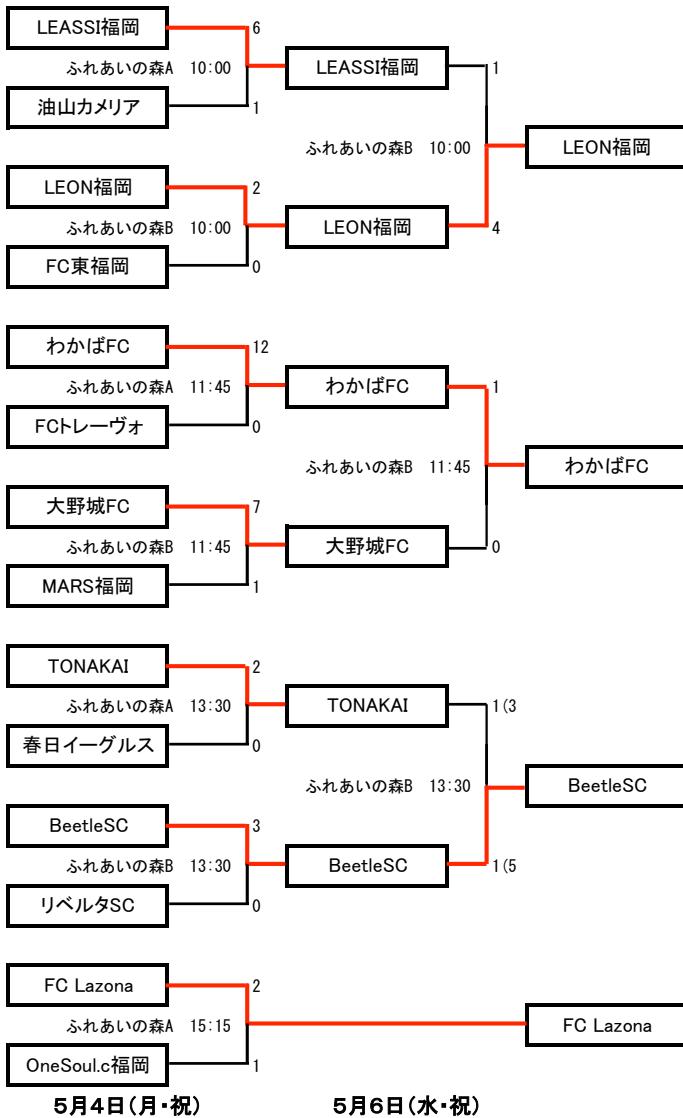 LEASSI福岡 6
ふれあいの森A 10:00 LEASSI福岡 1
油山カメリア 1
ふれあいの森B 10:00 LEON福岡
LEON福岡 2
ふれあいの森B 10:00 LEON福岡 4
FC東福岡 0
わかばFC 12
ふれあいの森A 11:45 わかばFC 1
FCトレーヴォ 0
ふれあいの森B 11:45 わかばFC
大野城FC 7
ふれあいの森B 11:45 大野城FC 0
MARS福岡 1
TONAKAI 2
ふれあいの森A 13:30 TONAKAI 1(3
春日イーグルス 0
ふれあいの森B 13:30 BeetleSC
BeetleSC 3
ふれあいの森B 13:30 BeetleSC 1(5
リベルタSC 0
FC Lazona 2
ふれあいの森A 15:15 FC Lazona
OneSoul.c福岡 1
5月4日(月・祝) 5月6日(水・祝)